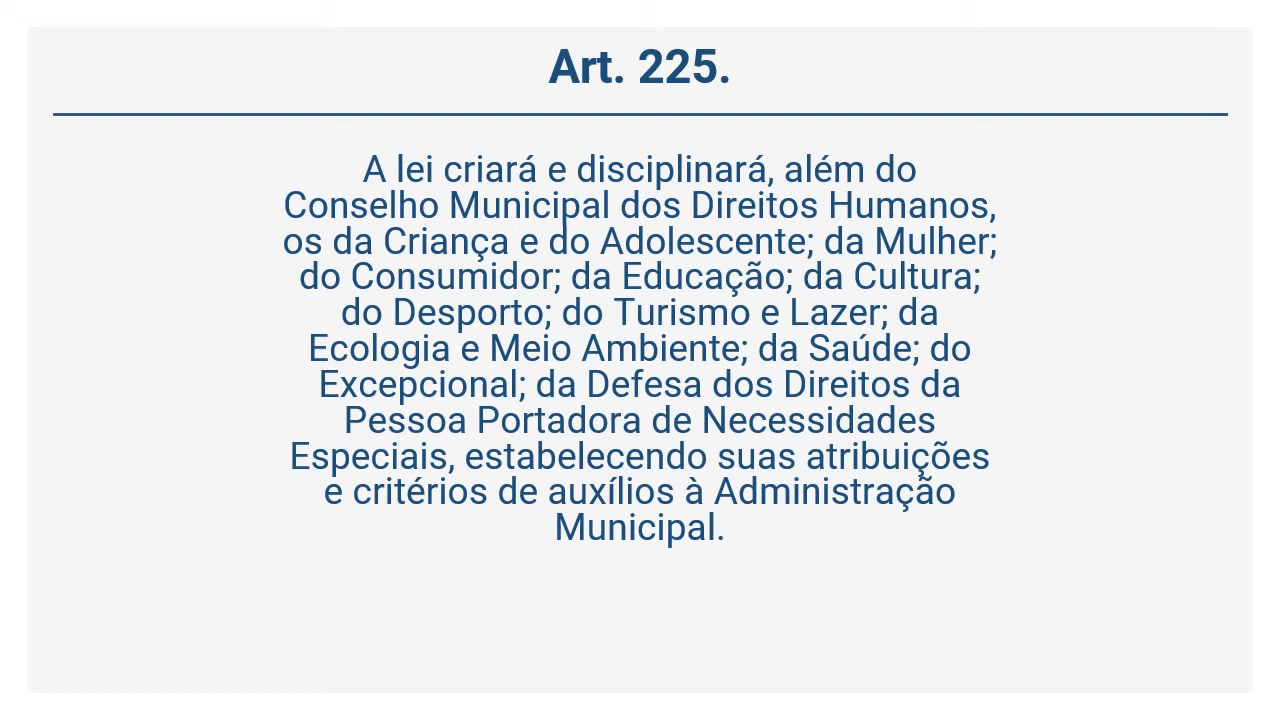 Art. 225.
A lei criará e disciplinará, além do
Conselho Municipal dos Direitos Humanos,
os da Criança e do Adolescente; da Mulher;
do Consumidor; da Educação; da Cultura;
do Desporto; do Turismo e Lazer; da
Ecologia e Meio Ambiente; da Saúde; do
Excepcional; da Defesa dos Direitos da
Pessoa Portadora de Necessidades
Especiais, estabelecendo suas atribuições
e critérios de auxílios à Administração
Municipal.